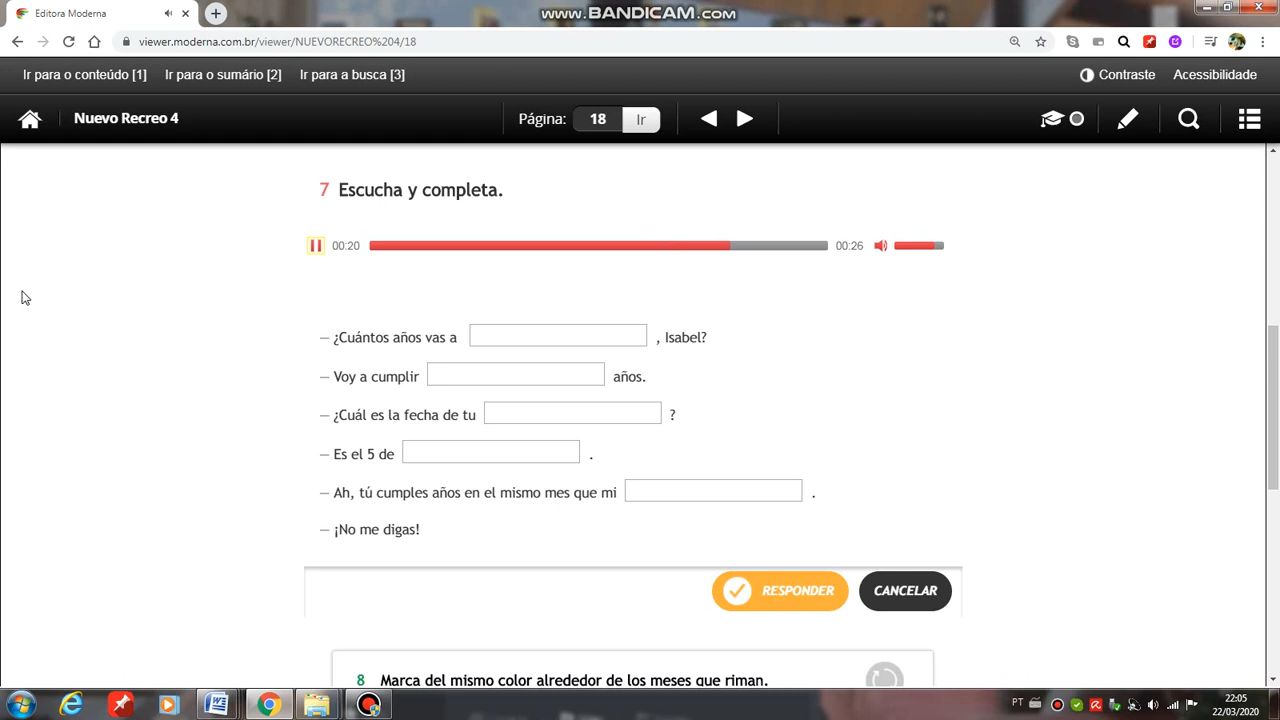 Editora Moderna
www.BANDICAM.com
viewer.moderna.com.br/viewer/NUEVORECREO%204/18
Ir para o conteúdo [1] Ir para o sumário [2] Ir para a busca [3] Contraste Acessibilidade
Nuevo Recreo 4 Página: 18 Ir
7 Escucha y completa.
00:20 00:26
— ¿Cuántos años vas a , Isabel?
— Voy a cumplir años.
— ¿Cuál es la fecha de tu ?
— Es el 5 de .
— Ah, tú cumples años en el mismo mes que mi .
— ¡No me digas!
RESPONDER CANCELAR
8 Marca del mismo color alrededor de los meses que riman.
PT 22:05
22/03/2020